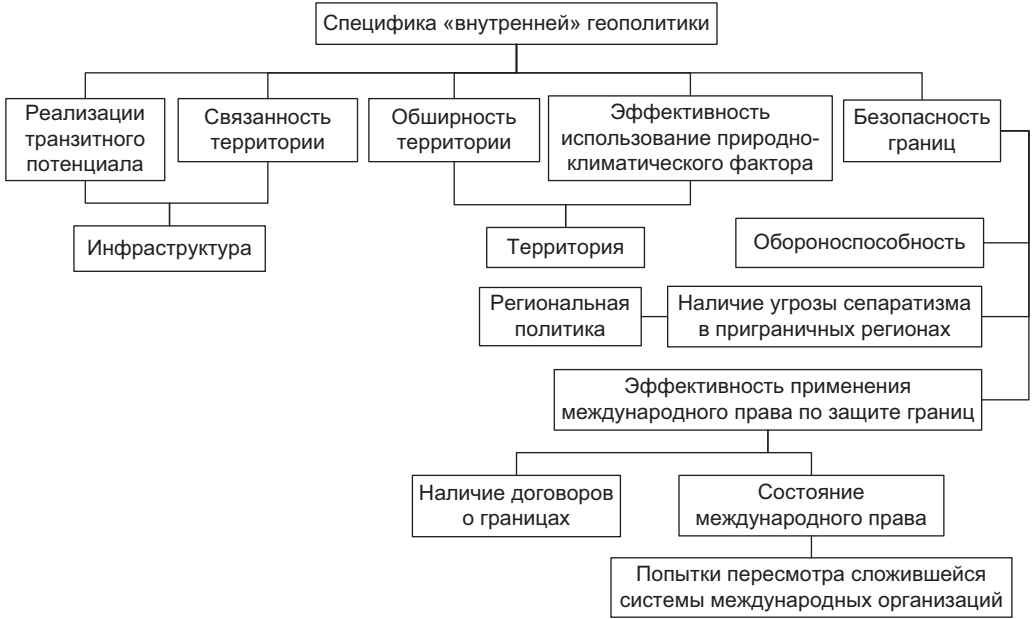 Специфика «внутренней» геополитики
Реализации
транзитного
потенциала
Связанность
территории
Обширность
территории
Эффективность
использование природно-
климатического фактора
Безопасность
границ
Инфраструктура
Территория
Обороноспособность
Региональная
политика
Наличие угрозы сепаратизма
в приграничных регионах
Эффективность применения
международного права по защите границ
Наличие договоров
о границах
Состояние
международного права
Попытки пересмотра сложившейся
системы международных организаций